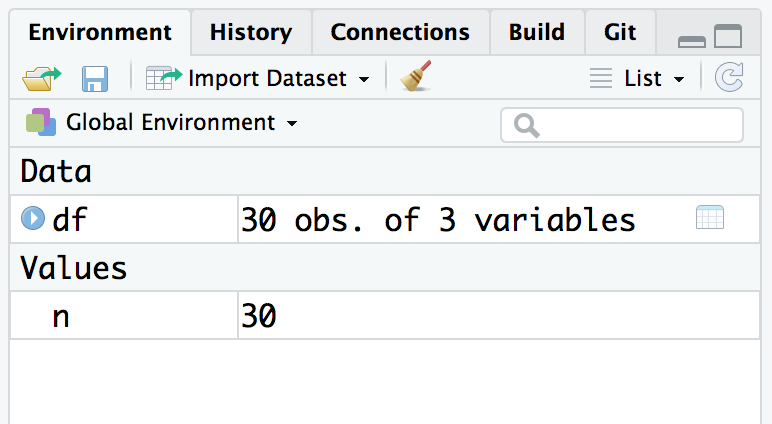 Environment History Connections Build Git
Import Dataset List
Global Environment
Data
df 30 obs. of 3 variables
Values
n 30